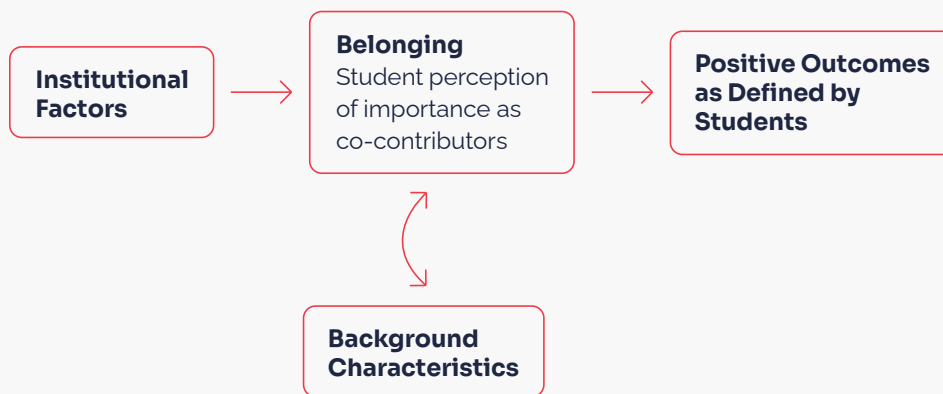 Institutional
Factors
Belonging
Student perception
of importance as
co-contributors
Positive Outcomes
as Defined by
Students
Background
Characteristics